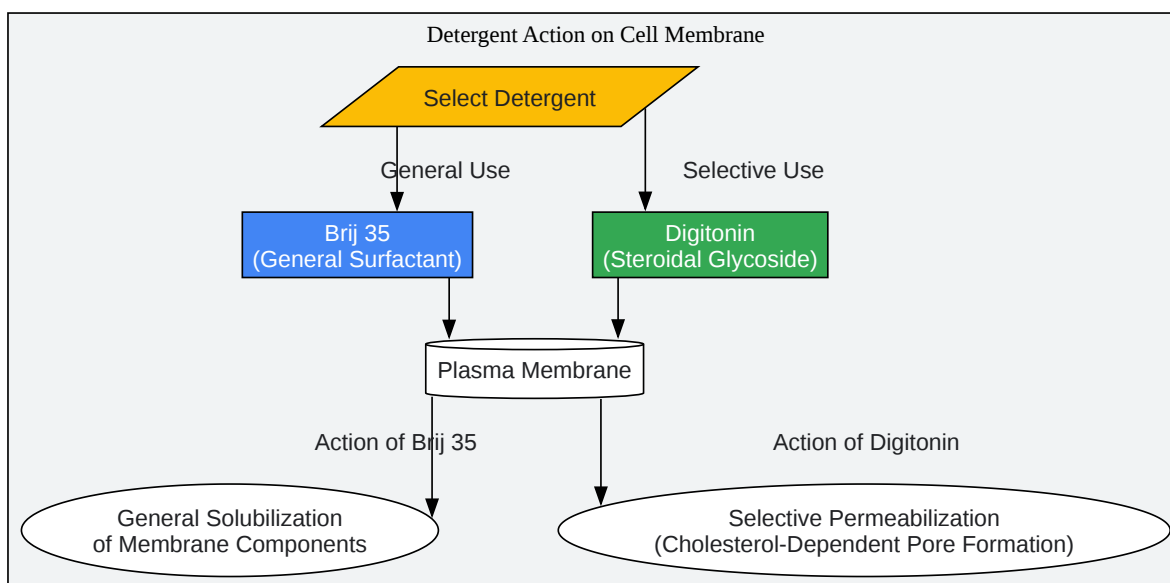 Detergent Action on Cell Membrane
Select Detergent
General Use
Selective Use
Brij 35
(General Surfactant)
Digitonin
(Steroidal Glycoside)
Plasma Membrane
Action of Brij 35
Action of Digitonin
General Solubilization
of Membrane Components
Selective Permeabilization
(Cholesterol-Dependent Pore Formation)